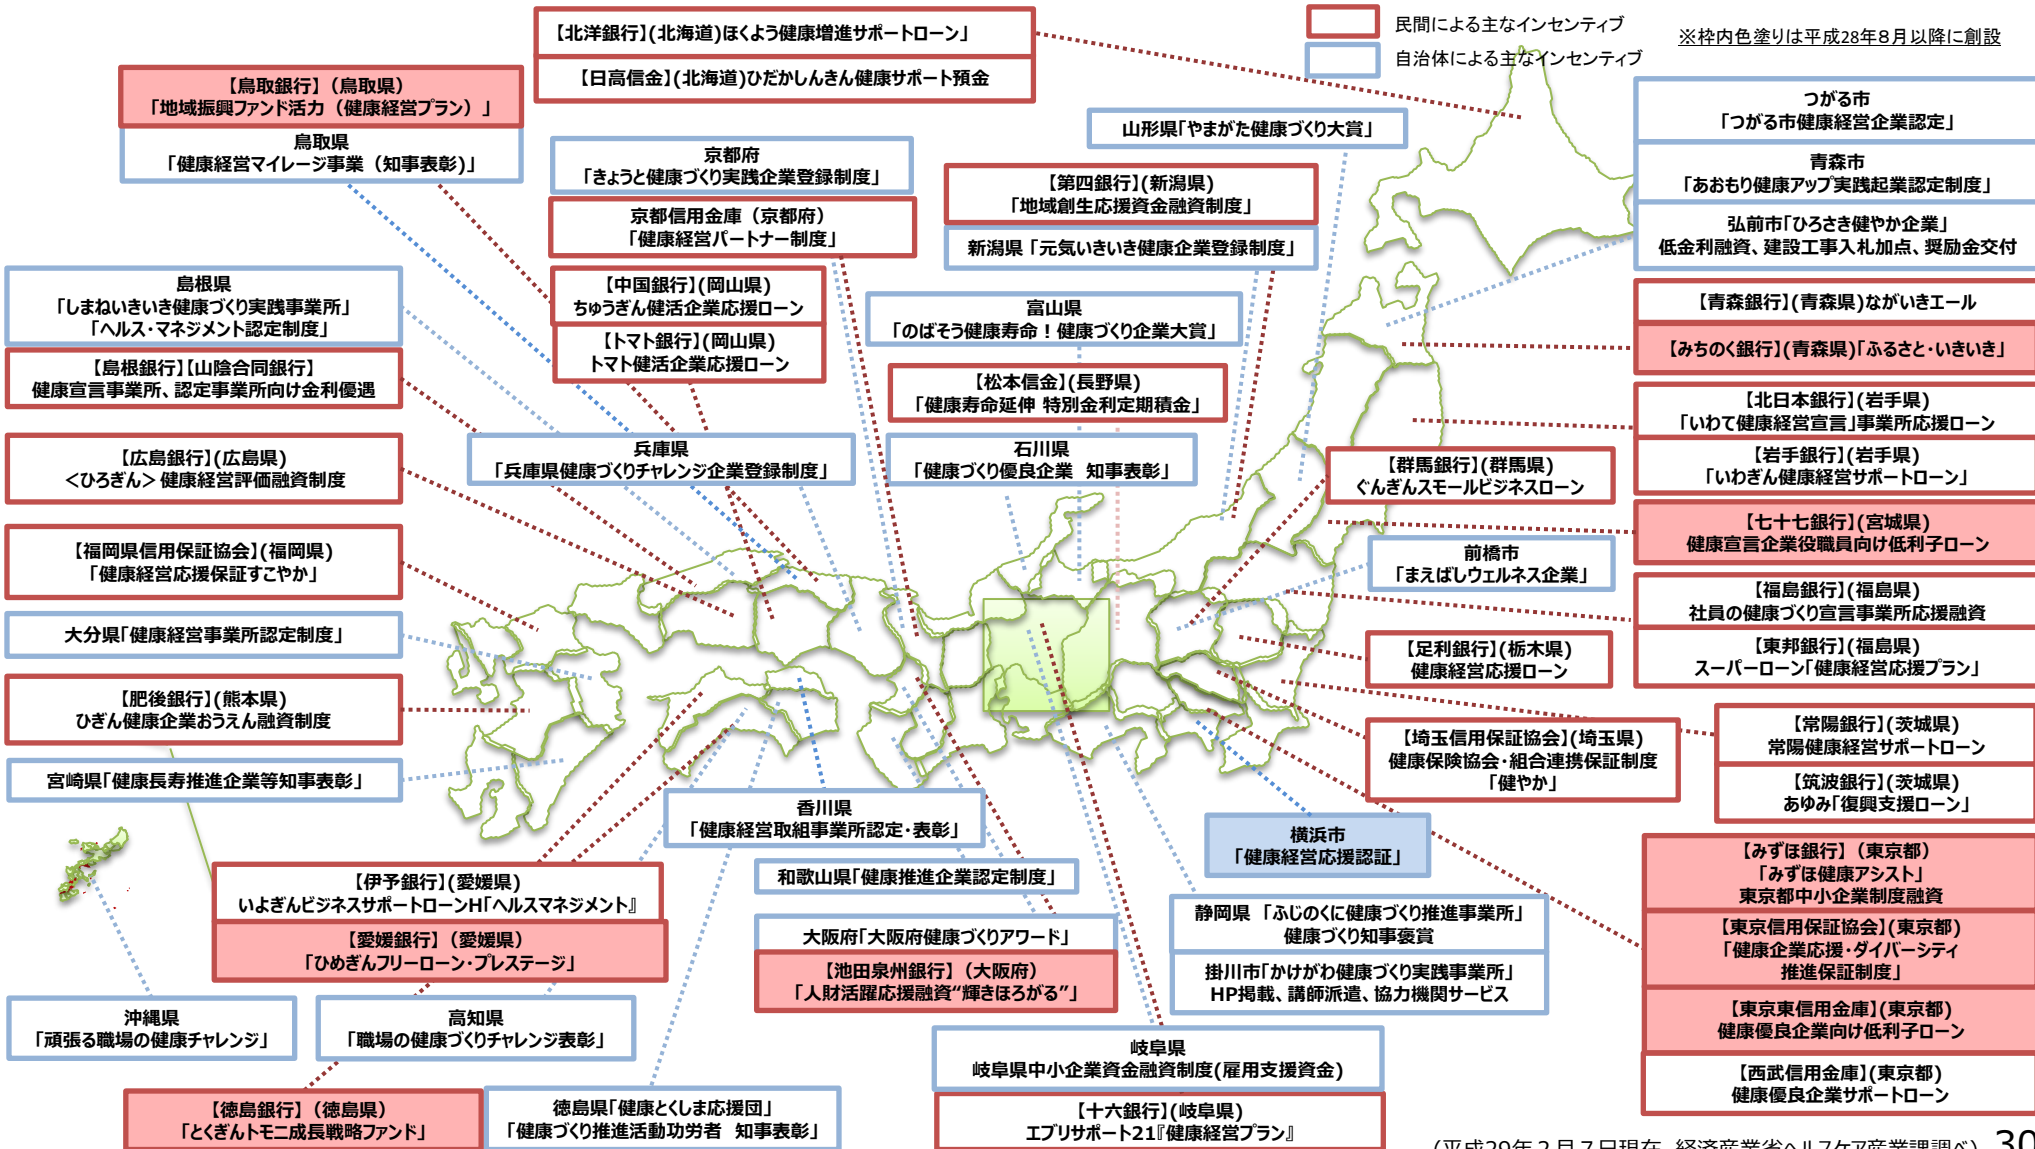 民間による主なインセンティブ
自治体による主なインセンティブ
※枠内色塗りは平成28年8月以降に創設
【北洋銀行】(北海道)ほくよう健康増進サポートローン」
【日高信金】(北海道)ひだかしんきん健康サポート預金
【鳥取銀行】（鳥取県）
「地域振興ファンド活力（健康経営プラン）」
鳥取県
「健康経営マイレージ事業（知事表彰)」
京都府
「きょうと健康づくり実践企業登録制度」
京都信用金庫（京都府）
「健康経営パートナー制度」
山形県「やまがた健康づくり大賞」
【第四銀行】(新潟県)
「地域創生応援資金融資制度」
新潟県「元気いきいき健康企業登録制度」
つがる市
「つがる市健康経営企業認定」
青森市
「あおもり健康アップ実践起業認定制度」
弘前市「ひろさき健やか企業」
低金利融資、建設工事入札加点、奨励金交付
島根県
「しまねいきいき健康づくり実践事業所」
「ヘルス・マネジメント認定制度」
【島根銀行】【山陰合同銀行】
健康宣言事業所、認定事業所向け金利優遇
【中国銀行】(岡山県)
ちゅうぎん健活企業応援ローン
【トマト銀行】(岡山県)
トマト健活企業応援ローン
富山県
「のばそう健康寿命！健康づくり企業大賞」
【松本信金】(長野県)
「健康寿命延伸 特別金利定期積金」
【青森銀行】(青森県)ながいきエール
【みちのく銀行】(青森県)「ふるさと・いきいき」
【北日本銀行】(岩手県)
「いわて健康経営宣言」事業所応援ローン
【岩手銀行】(岩手県)
「いわぎん健康経営サポートローン」
【広島銀行】(広島県)
＜ひろぎん＞健康経営評価融資制度
兵庫県
「兵庫県健康づくりチャレンジ企業登録制度」
石川県
「健康づくり優良企業　知事表彰」
【群馬銀行】(群馬県)
ぐんぎんスモールビジネスローン
【七十七銀行】(宮城県)
健康宣言企業役職員向け低利子ローン
【福岡県信用保証協会】(福岡県)
「健康経営応援保証すこやか」
前橋市
「まえばしウェルネス企業」
【福島銀行】(福島県)
社員の健康づくり宣言事業所応援融資
【東邦銀行】(福島県)
スーパーローン「健康経営応援プラン」
大分県「健康経営事業所認定制度」
【足利銀行】(栃木県)
健康経営応援ローン
【肥後銀行】(熊本県)
ひぎん健康企業おうえん融資制度
【埼玉信用保証協会】(埼玉県)
健康保険協会・組合連携保証制度
「健やか」
【常陽銀行】(茨城県)
常陽健康経営サポートローン
【筑波銀行】(茨城県)
あゆみ「復興支援ローン」
宮崎県「健康長寿推進企業等知事表彰」
香川県
「健康経営取組事業所認定・表彰」
横浜市
「健康経営応援認証」
【伊予銀行】(愛媛県)
いよぎんビジネスサポートローンH「ヘルスマネジメント』
【愛媛銀行】（愛媛県）
「ひめぎんフリーローン・プレステージ」
和歌山県「健康推進企業認定制度」
大阪府「大阪府健康づくりアワード」
【池田泉州銀行】（大阪府）
「人財活躍応援融資“輝きほろがる”」
静岡県「ふじのくに健康づくり推進事業所」
健康づくり知事褒賞
掛川市「かけがわ健康づくり実践事業所」
HP掲載、講師派遣、協力機関サービス
【みずほ銀行】（東京都）
「みずほ健康アシスト」
東京都中小企業制度融資
【東京信用保証協会】(東京都)
「健康企業応援・ダイバーシティ
推進保証制度」
【東京東信用金庫】(東京都)
健康優良企業向け低利子ローン
【西武信用金庫】(東京都)
健康優良企業サポートローン
沖縄県
「頑張る職場の健康チャレンジ」
高知県
「職場の健康づくりチャレンジ表彰」
岐阜県
岐阜県中小企業資金融資制度(雇用支援資金)
【十六銀行】(岐阜県)
エブリサポート21『健康経営プラン』
【徳島銀行】（徳島県）
「とくぎんトモニ成長戦略ファンド」
徳島県「健康とくしま応援団」
「健康づくり推進活動功労者　知事表彰」
(平成29年2月7日現在 経済産業省ヘルスケア産業課調べ)
30